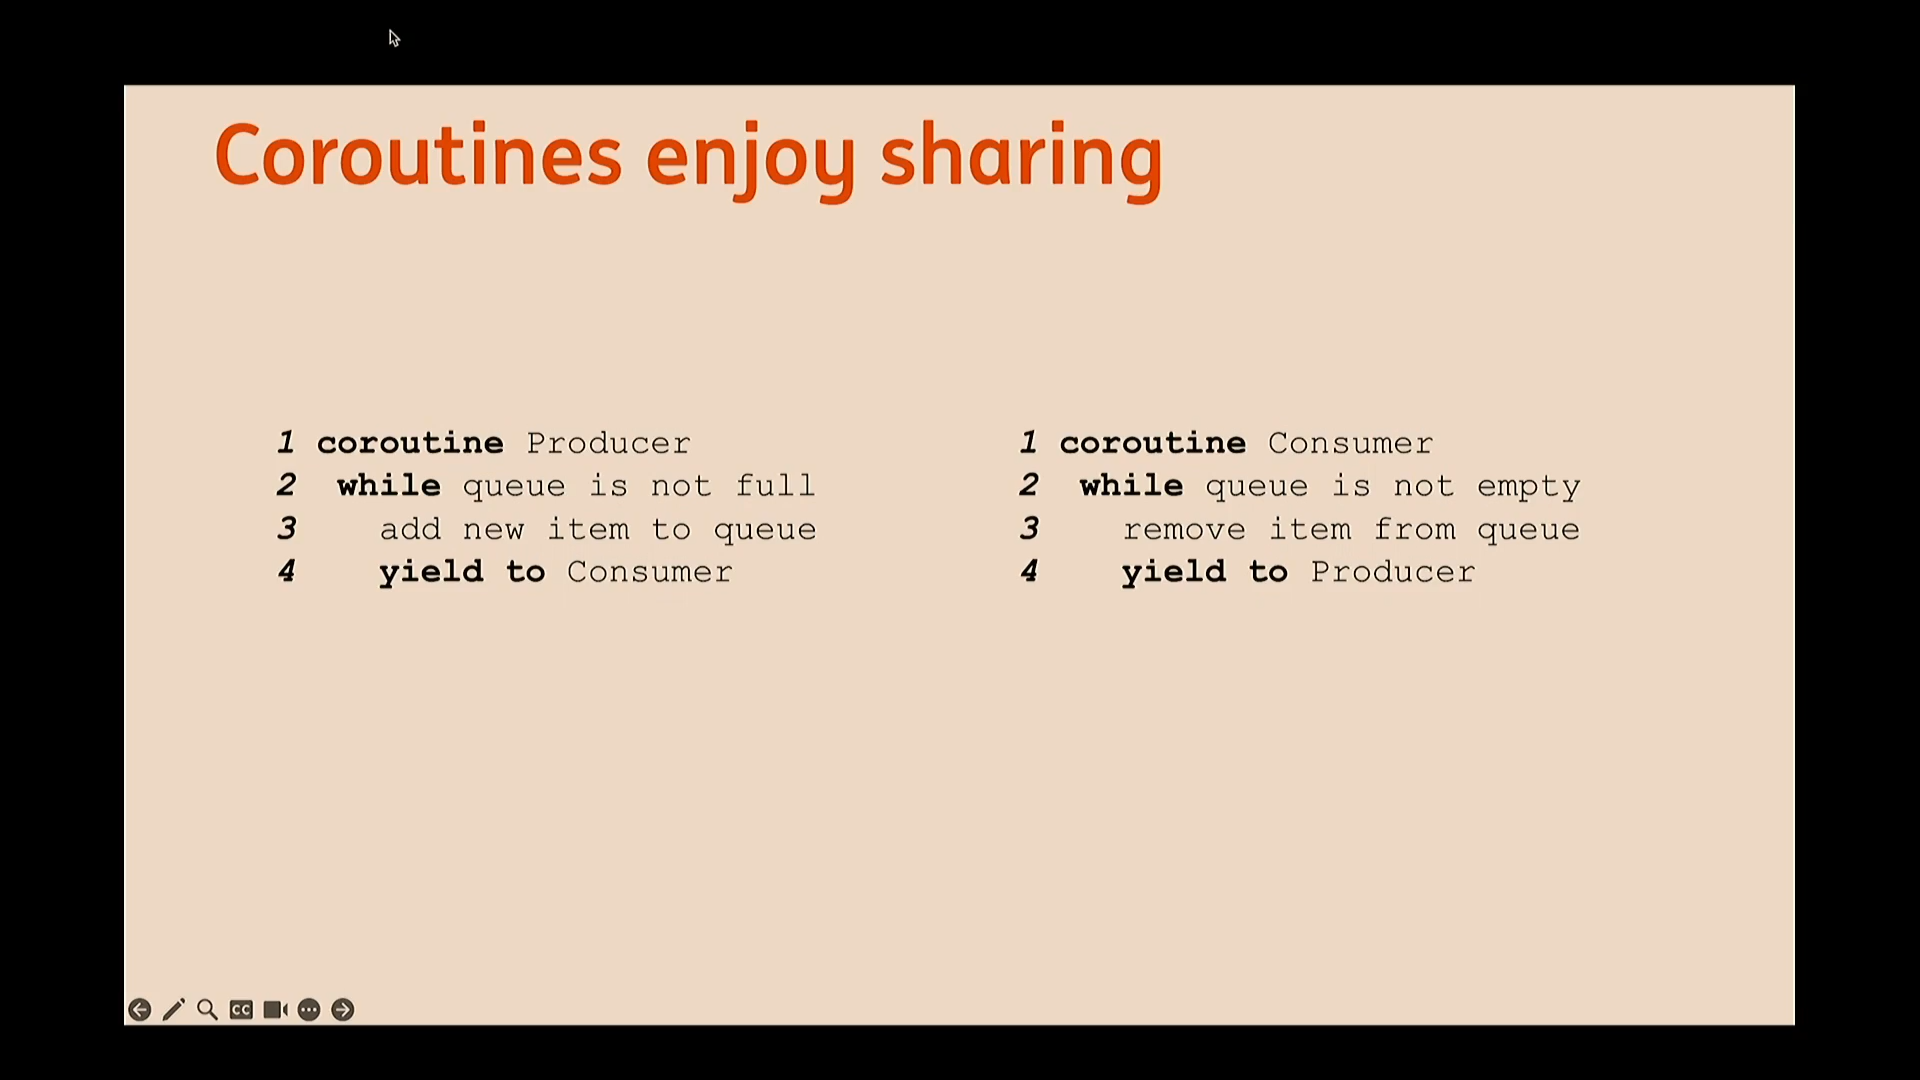 Coroutines enjoy sharing
1 coroutine Producer
2 while queue is not full
3 add new item to queue
4 yield to Consumer
1 coroutine Consumer
2 while queue is not empty
3 remove item from queue
4 yield to Producer
CC